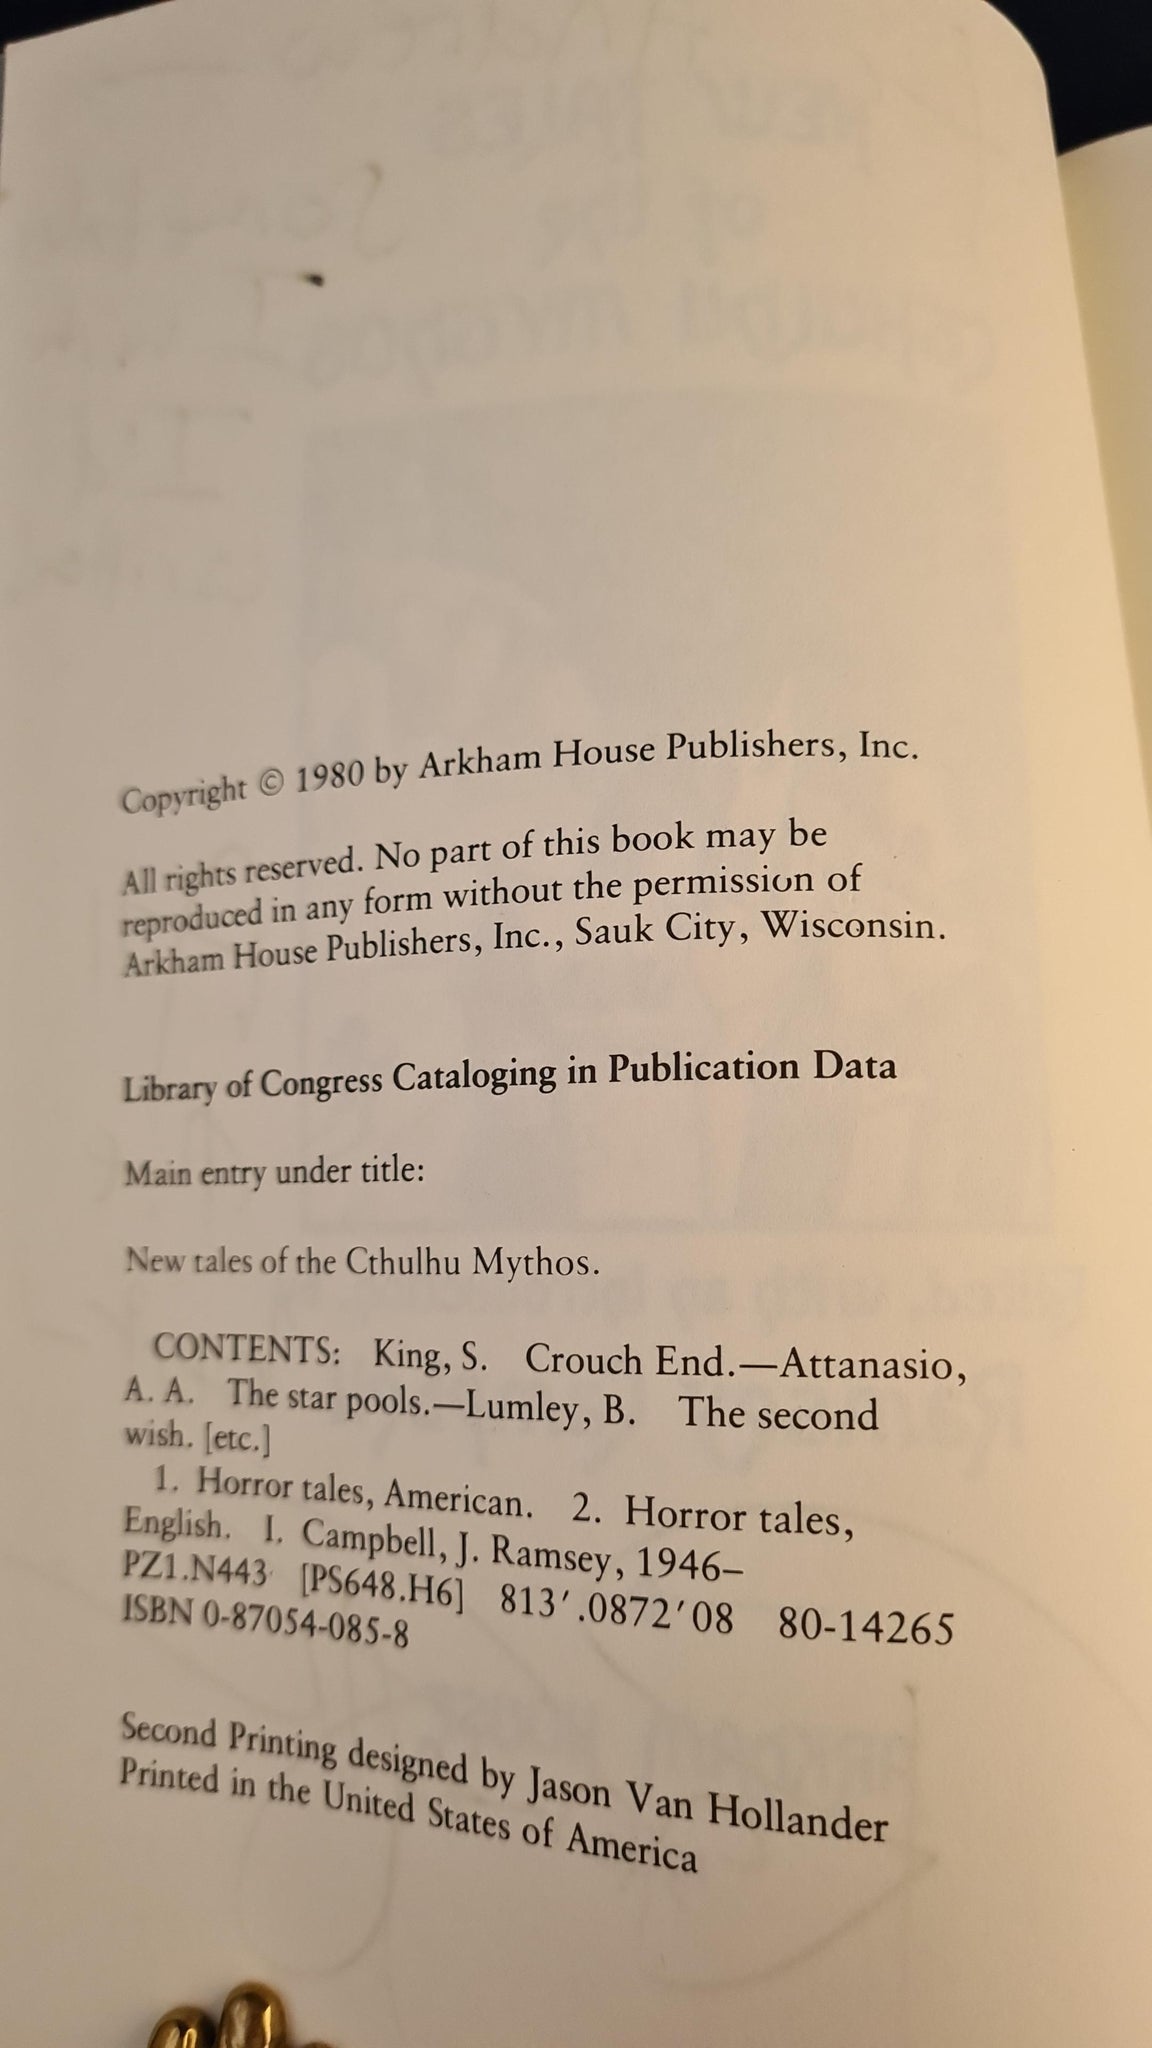 Copyright © 1980 by Arkham House Publishers, Inc.
All rights reserved. No part of this book may be
reproduced in any form without the permission of
Arkham House Publishers, Inc., Sauk City, Wisconsin.
Library of Congress Cataloging in Publication Data
Main entry under title:
New tales of the Cthulhu Mythos.
CONTENTS: King, S. Crouch End.—Attanasio,
A. A. The star pools.—Lumley, B. The second
wish. [etc.]
1. Horror tales, American. 2. Horror tales,
English. I. Campbell, J. Ramsey, 1946–
PZ1.N443 [PS648.H6] 813′.0872′08 80-14265
ISBN 0-87054-085-8
Second Printing designed by Jason Van Hollander
Printed in the United States of America